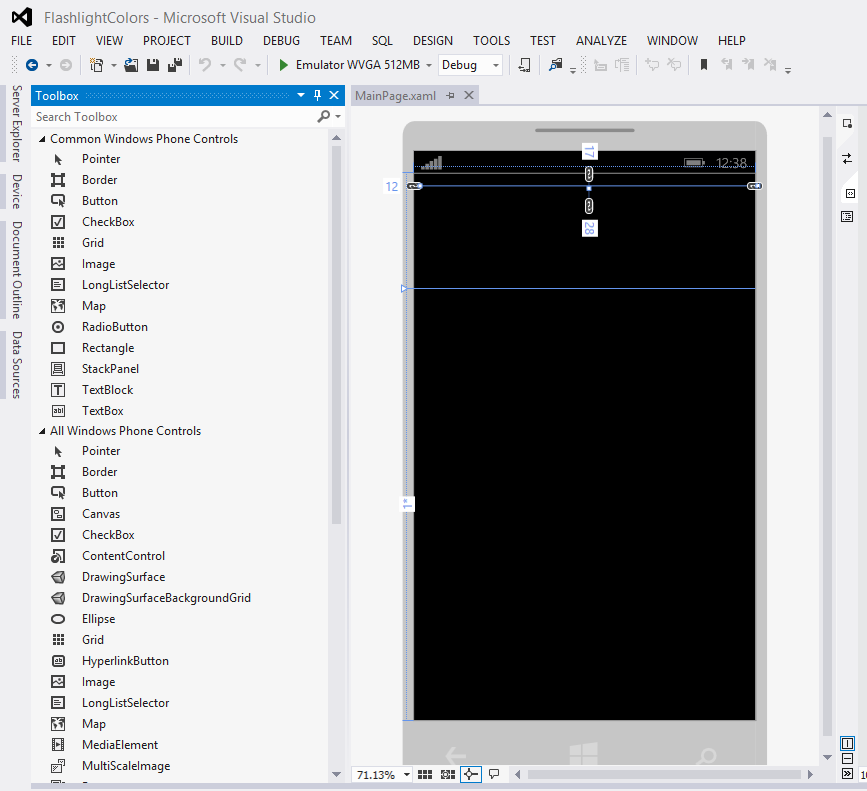 FlashlightColors - Microsoft Visual Studio
FILE EDIT VIEW PROJECT BUILD DEBUG TEAM SQL DESIGN TOOLS TEST ANALYZE WINDOW HELP
Emulator WVGA 512MB Debug
Server Explorer
Device
Document Outline
Data Sources
Toolbox
Search Toolbox
Common Windows Phone Controls
Pointer
Border
Button
CheckBox
Grid
Image
LongListSelector
Map
RadioButton
Rectangle
StackPanel
TextBlock
TextBox
All Windows Phone Controls
Pointer
Border
Button
Canvas
CheckBox
ContentControl
DrawingSurface
DrawingSurfaceBackgroundGrid
Ellipse
Grid
HyperlinkButton
Image
LongListSelector
Map
MediaElement
MultiScaleImage
MainPage.xaml
17
12:38
12
28
1*
71.13%